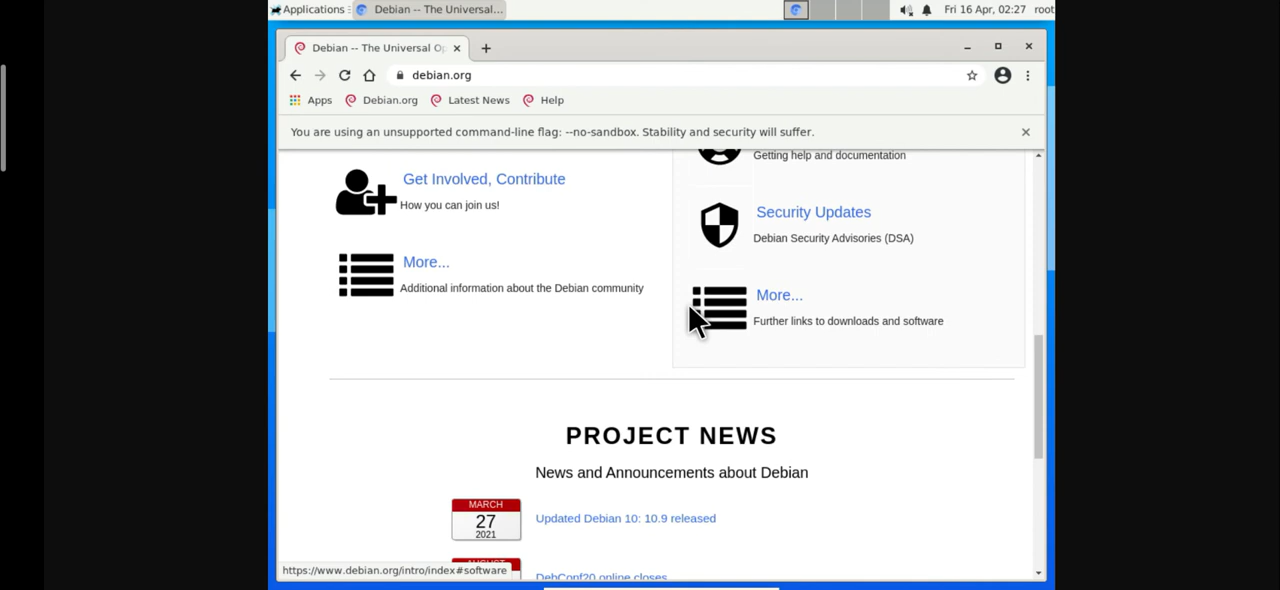 Applications
Debian -- The Universal...
Fri 16 Apr, 02:27
root
Debian -- The Universal Op
debian.org
Apps
Debian.org
Latest News
Help
You are using an unsupported command-line flag: --no-sandbox. Stability and security will suffer.
Getting help and documentation
Get Involved, Contribute
How you can join us!
Security Updates
Debian Security Advisories (DSA)
More...
Additional information about the Debian community
More...
Further links to downloads and software
PROJECT NEWS
News and Announcements about Debian
MARCH
27
2021
Updated Debian 10: 10.9 released
AUGUST
DebConf20 online closes
https://www.debian.org/intro/index#software